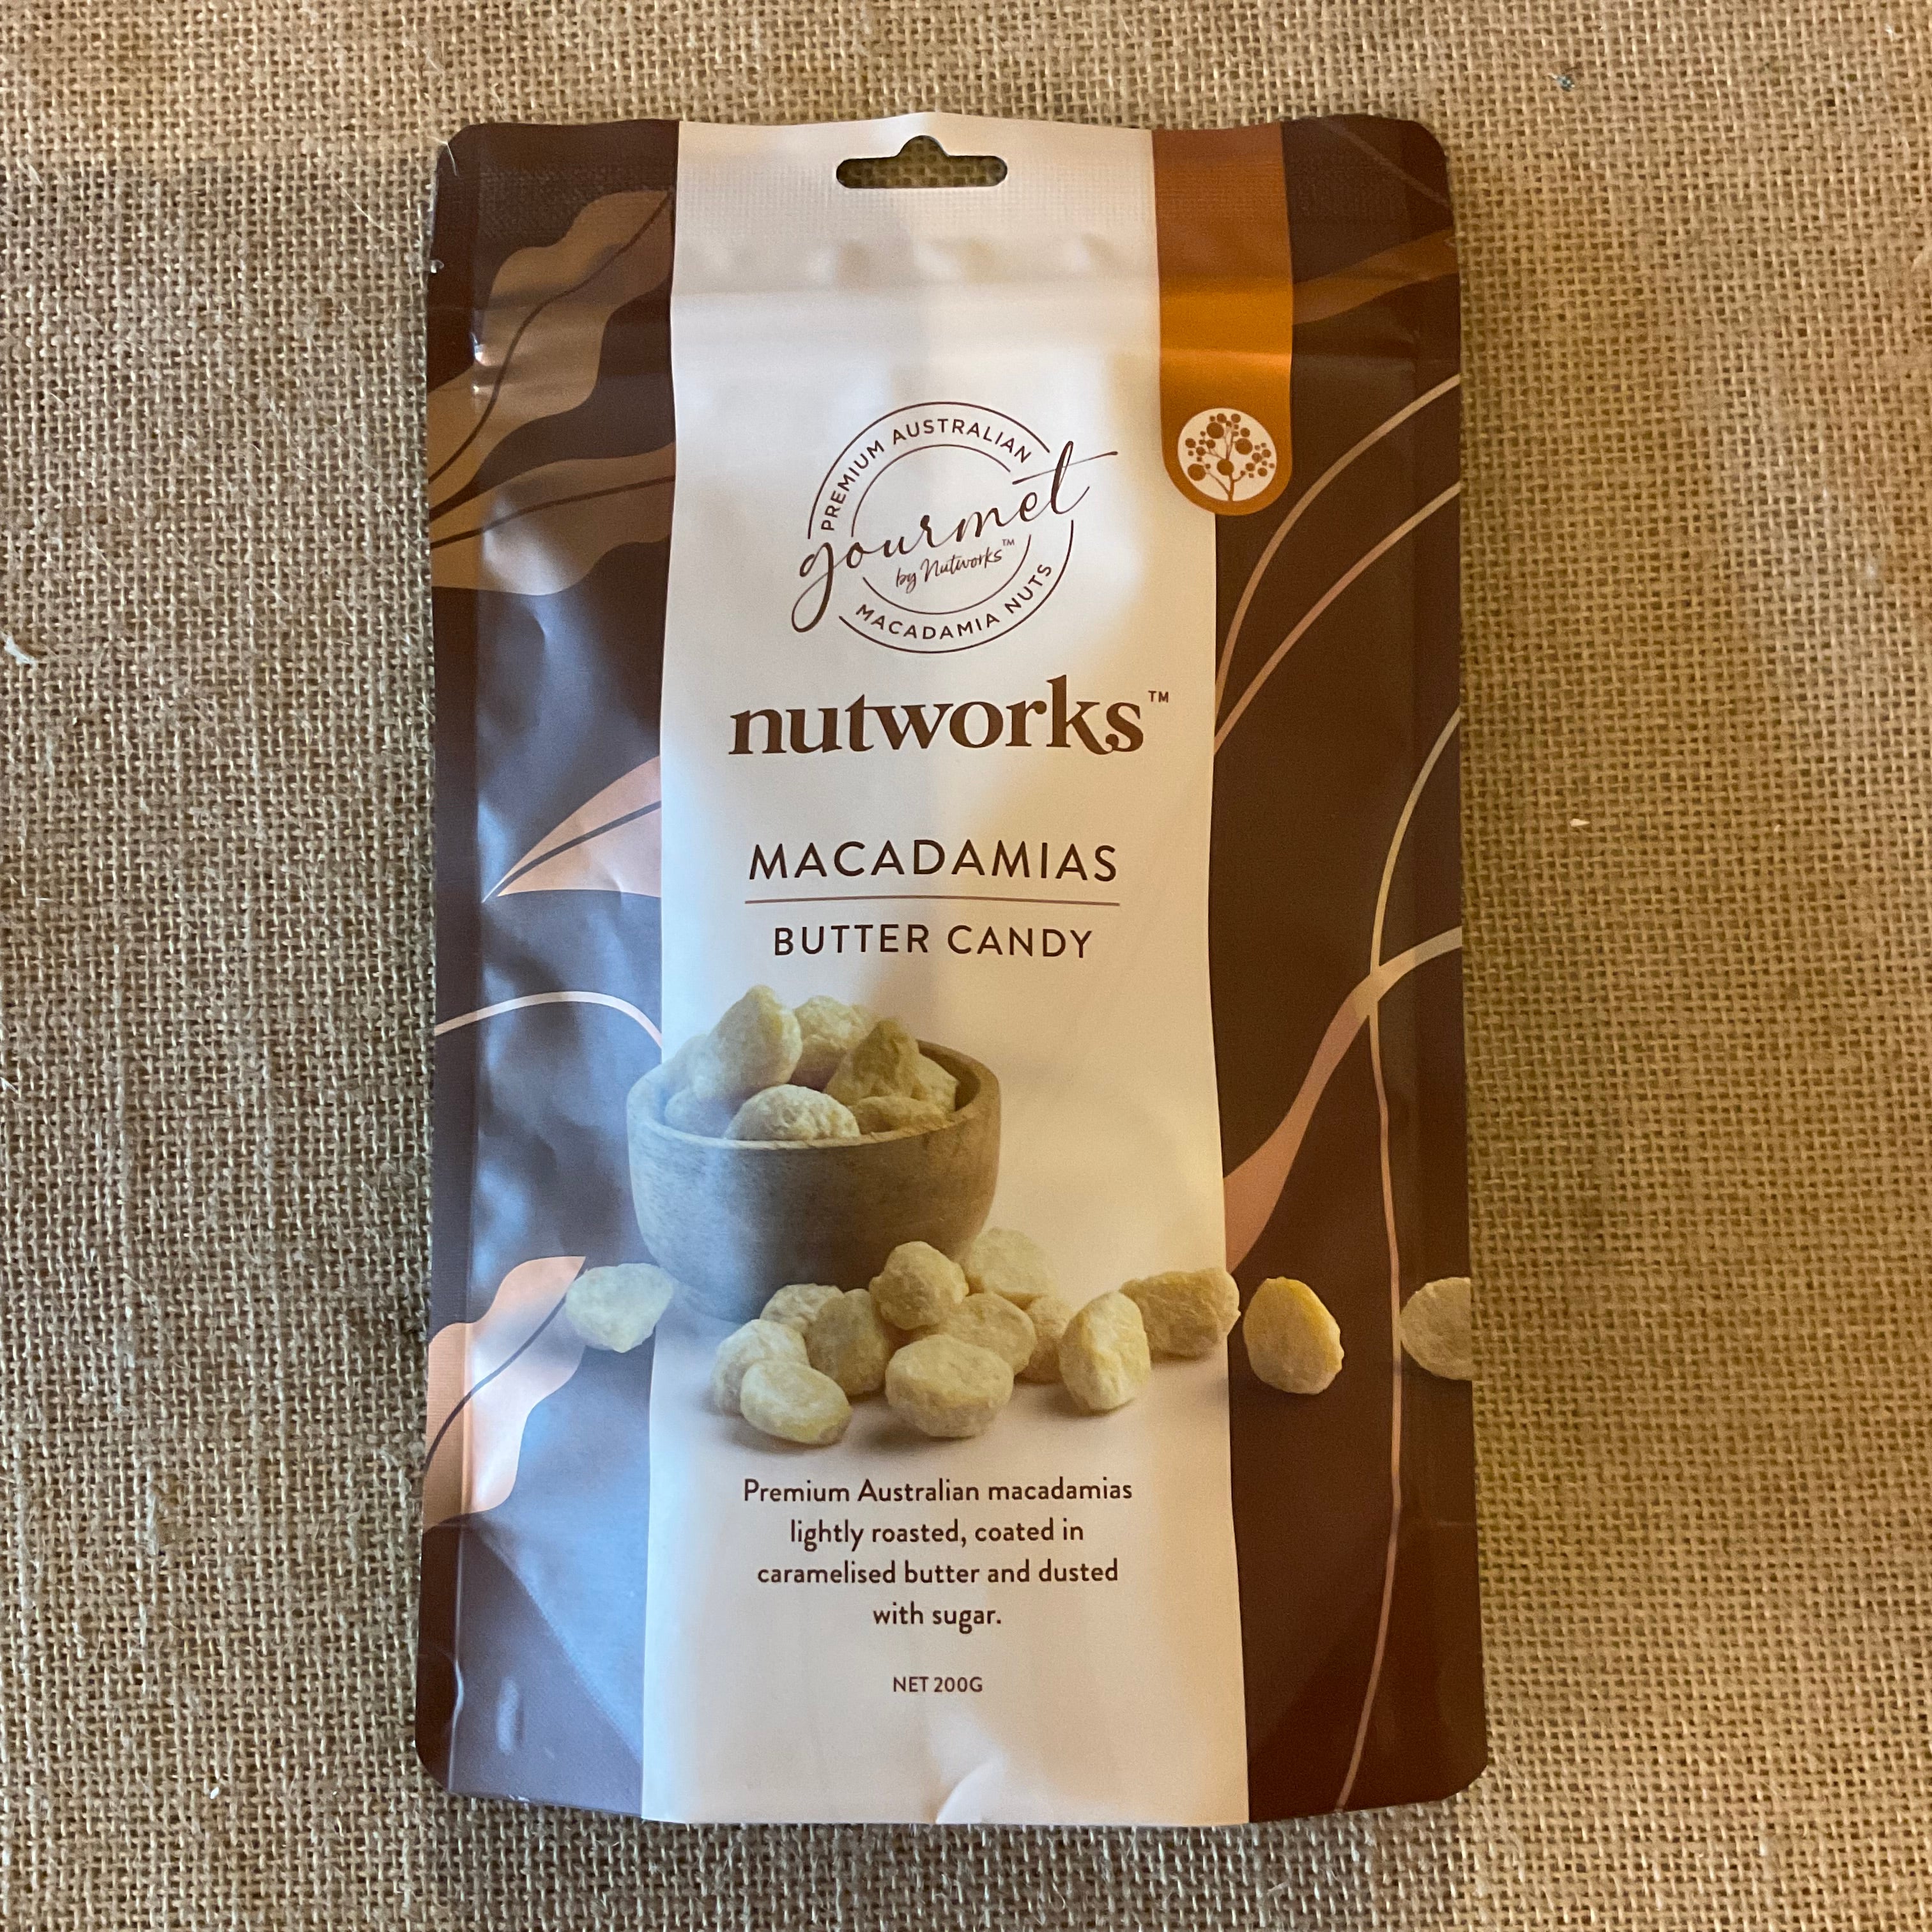 PREMIUM AUSTRALIAN
gourmet
by Nutworks™
MACADAMIA NUTS
nutworks™
MACADAMIAS
BUTTER CANDY
Premium Australian macadamias
lightly roasted, coated in
caramelised butter and dusted
with sugar.
NET 200G